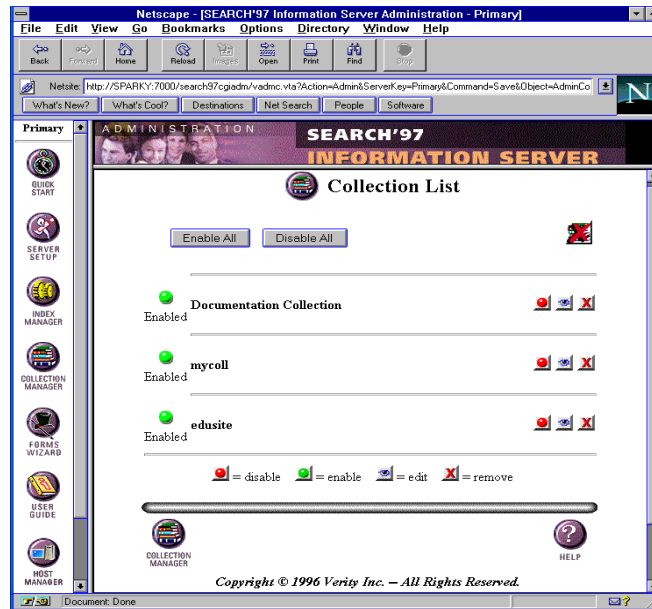 Netscape - [SEARCH'97 Information Server Administration - Primary]
File Edit View Go Bookmarks Options Directory Window Help
Back Forward Home Reload Images Open Print Find Stop
Netsite: http://SPARKY:7000/search97cgiadm/vadmc.vta?Action=Admin&ServerKey=Primary&Command=Save&Object=AdminCo
What's New? What's Cool? Destinations Net Search People Software
N
Primary
ADMINISTRATION
SEARCH'97
INFORMATION SERVER
QUICK
START
SERVER
SETUP
INDEX
MANAGER
COLLECTION
MANAGER
FORMS
WIZARD
USER
GUIDE
HOST
MANAGER
Collection List
Enable All Disable All
Enabled Documentation Collection
Enabled mycoll
Enabled edusite
= disable = enable = edit X = remove
COLLECTION
MANAGER
?
HELP
Copyright © 1996 Verity Inc. – All Rights Reserved.
Document: Done